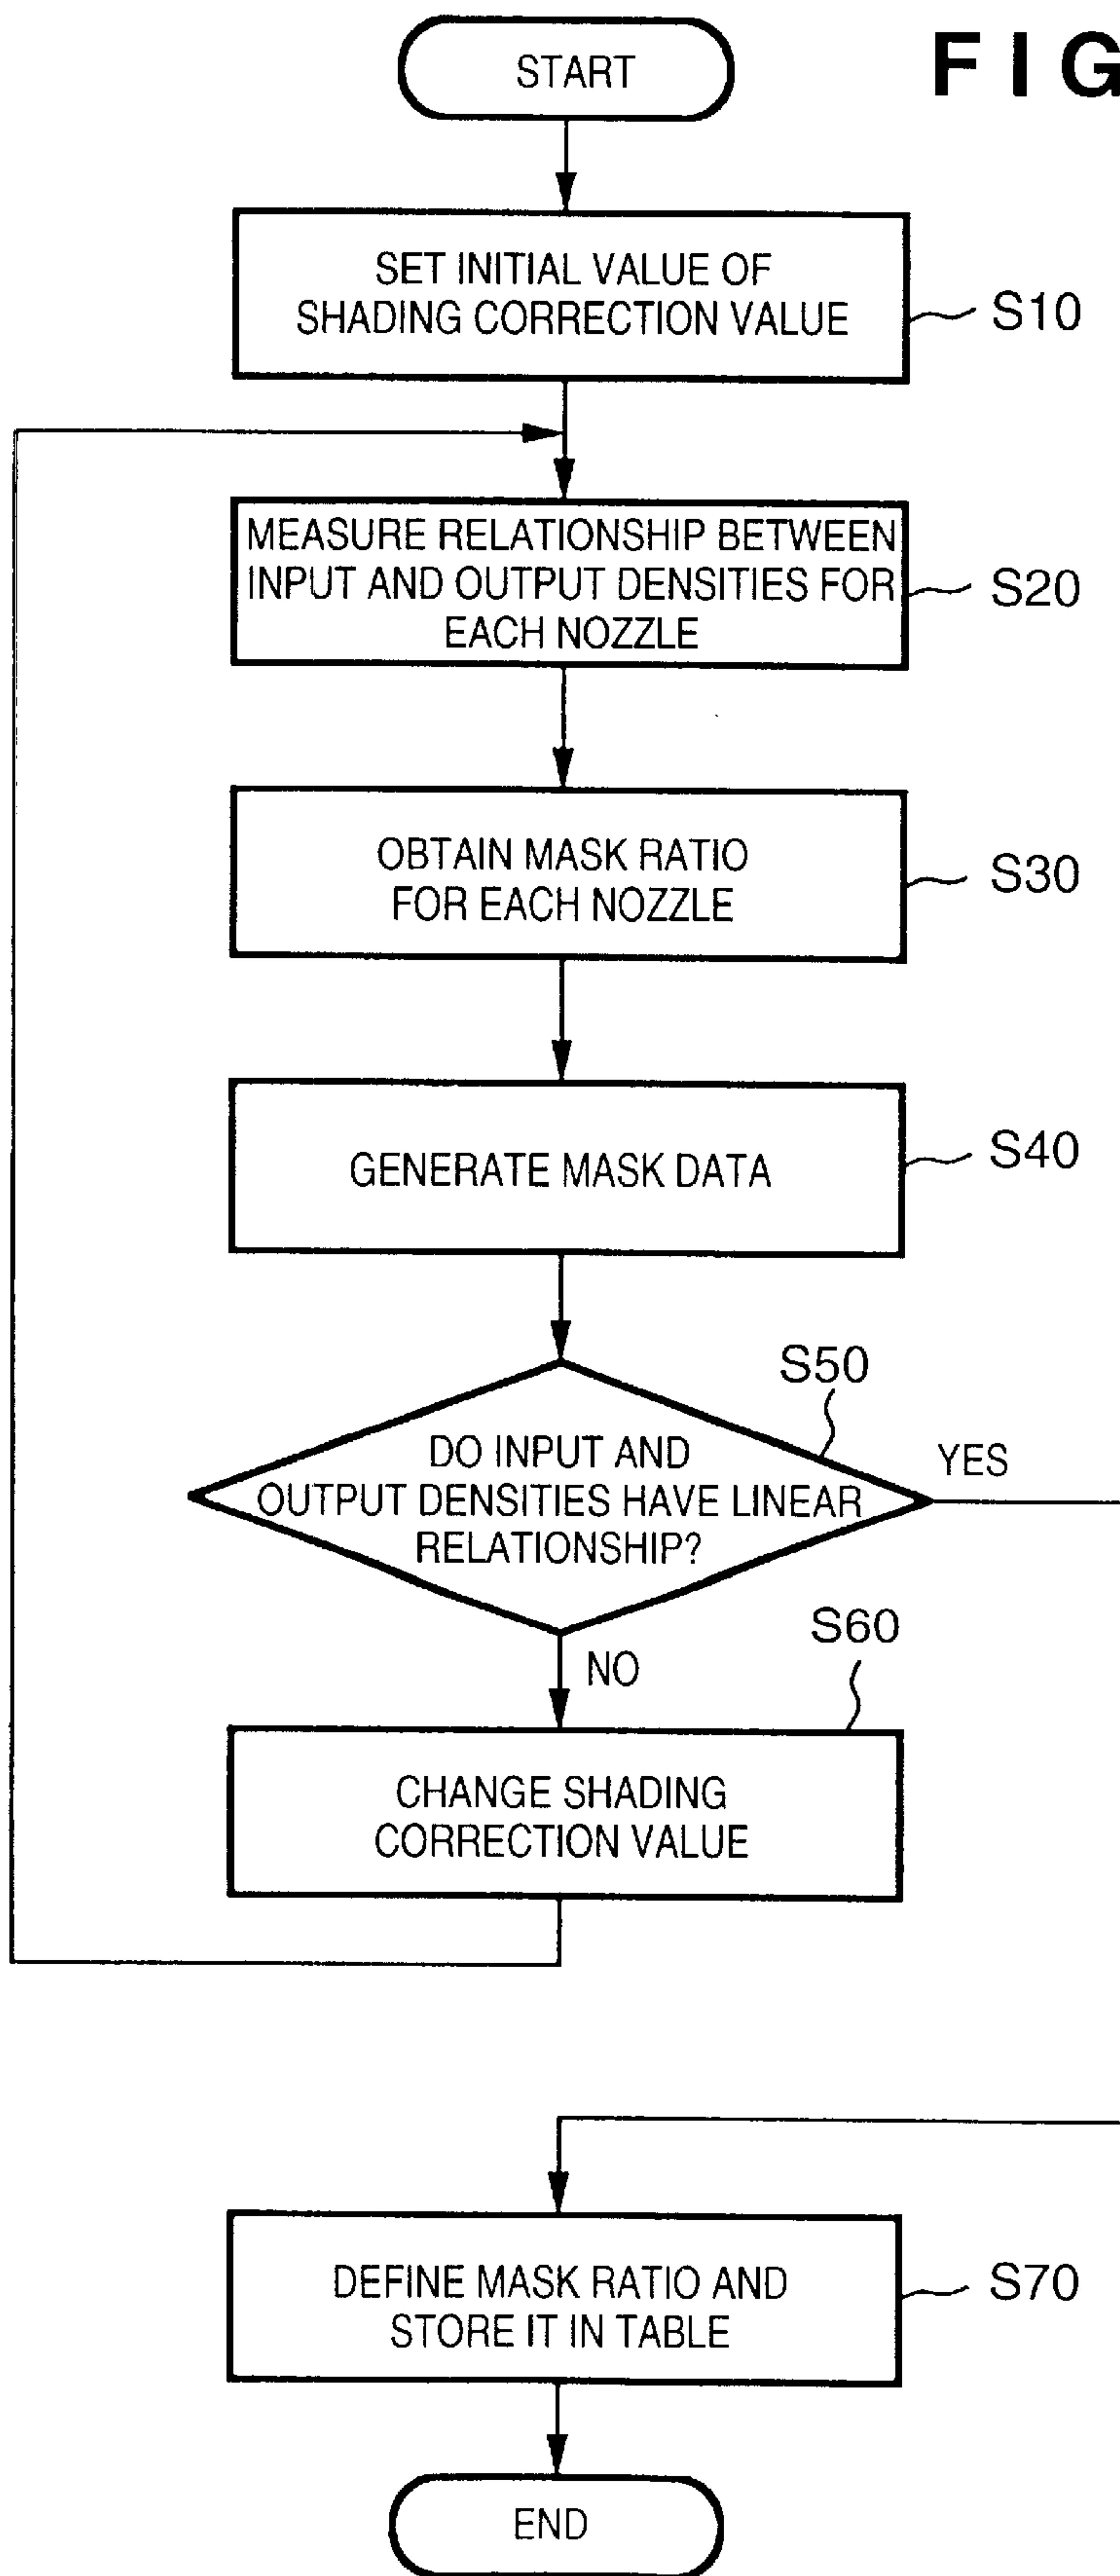 START
FIG
SET INITIAL VALUE OF
SHADING CORRECTION VALUE
S10
MEASURE RELATIONSHIP BETWEEN
INPUT AND OUTPUT DENSITIES FOR
EACH NOZZLE
S20
OBTAIN MASK RATIO
FOR EACH NOZZLE
S30
GENERATE MASK DATA
S40
S50
DO INPUT AND
OUTPUT DENSITIES HAVE LINEAR
RELATIONSHIP?
YES
NO
S60
CHANGE SHADING
CORRECTION VALUE
DEFINE MASK RATIO AND
STORE IT IN TABLE
S70
END